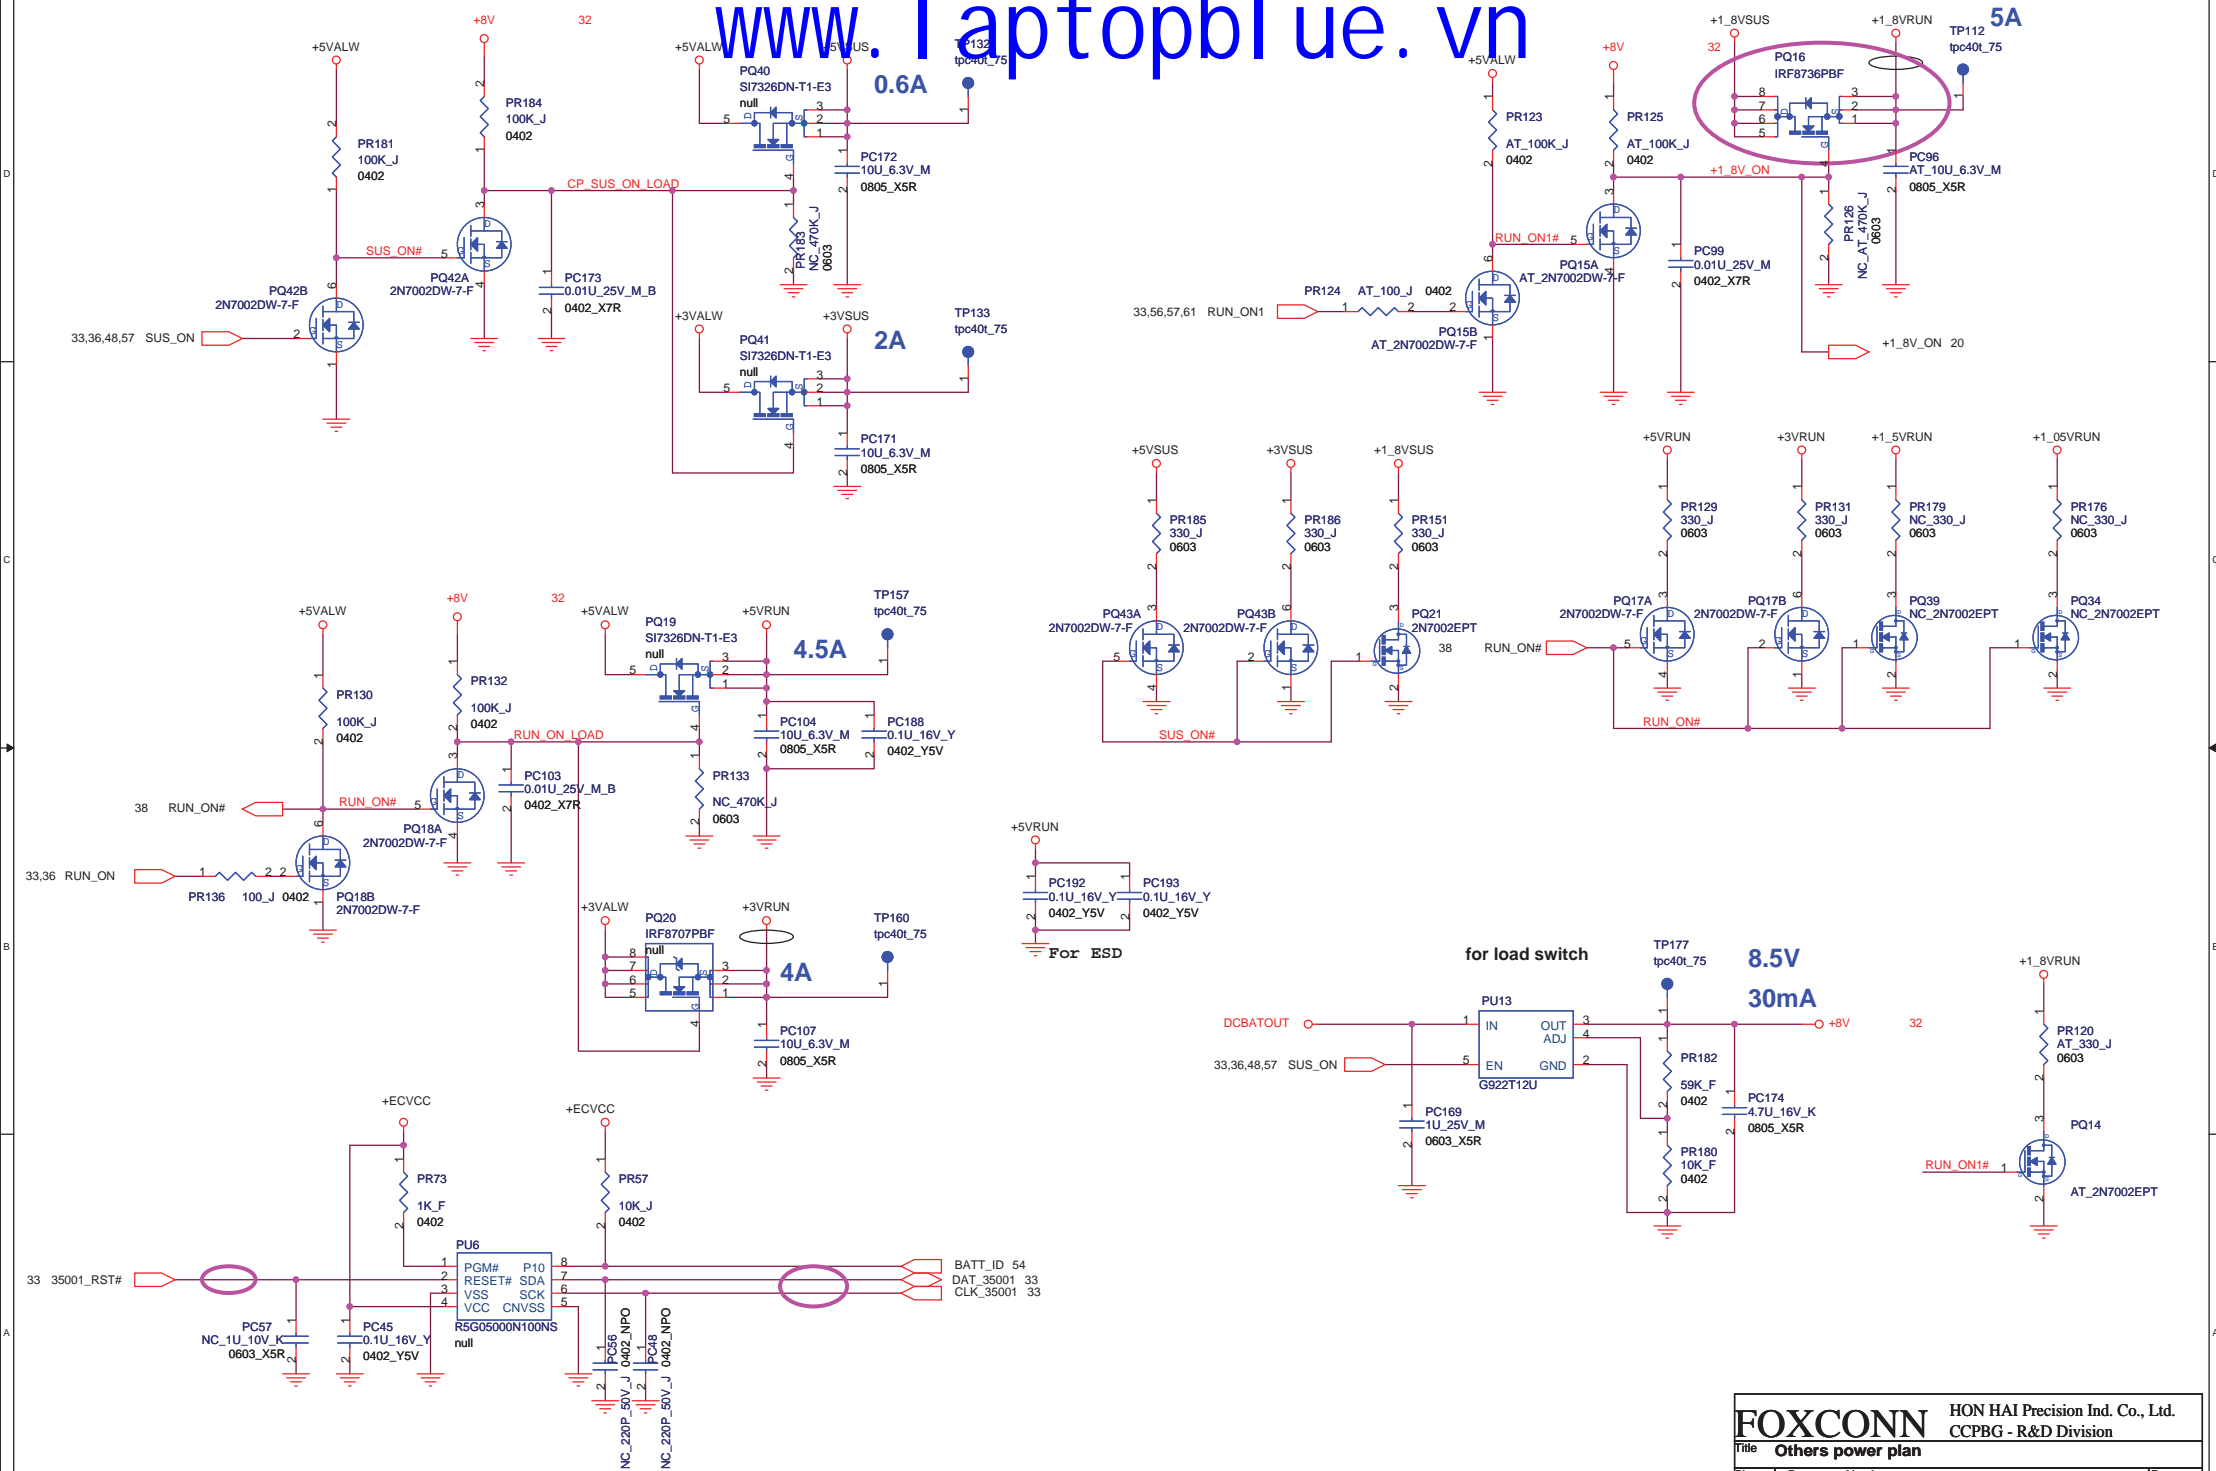 www.laptopblue.vn
+5VALW
+8V
32
PR181
100K_J
0402
PR184
100K_J
0402
CP_SUS_ON_LOAD
SUS_ON#
PQ42B
2N7002DW-7-F
PQ42A
2N7002DW-7-F
33,36,48,57 SUS_ON
PC173
0.01U_25V_M_B
0402_X7R
+5VALW
+5VSUS
PQ40
SI7326DN-T1-E3
null
0.6A
TP132
tpc40t_75
PC172
10U_6.3V_M
0805_X5R
PR183
NC_470K_J
0603
+3VALW
+3VSUS
PQ41
SI7326DN-T1-E3
null
2A
TP133
tpc40t_75
PC171
10U_6.3V_M
0805_X5R
+5VALW
+8V
32
PR123
AT_100K_J
0402
PR125
AT_100K_J
0402
+1_8VSUS
+1_8VRUN
5A
PQ16
IRF8736PBF
TP112
tpc40t_75
PC96
AT_10U_6.3V_M
0805_X5R
+1_8V_ON
RUN_ON1#
PQ15A
AT_2N7002DW-7-F
PR126
NC_AT_470K_J
0603
PC99
0.01U_25V_M
0402_X7R
33,56,57,61 RUN_ON1
PR124 AT_100_J 0402
PQ15B
AT_2N7002DW-7-F
+1_8V_ON 20
+5VSUS
+3VSUS
+1_8VSUS
PR185
330_J
0603
PR186
330_J
0603
PR151
330_J
0603
PQ43A
2N7002DW-7-F
PQ43B
2N7002DW-7-F
PQ21
2N7002EPT
SUS_ON#
+5VRUN
+3VRUN
+1_5VRUN
+1_05VRUN
PR129
330_J
0603
PR131
330_J
0603
PR179
NC_330_J
0603
PR176
NC_330_J
0603
PQ17A
2N7002DW-7-F
PQ17B
2N7002DW-7-F
PQ39
NC_2N7002EPT
PQ34
NC_2N7002EPT
38 RUN_ON#
RUN_ON#
+5VALW
+8V
32
PR130
100K_J
0402
PR132
100K_J
0402
RUN_ON_LOAD
38 RUN_ON#
RUN_ON#
PQ18A
2N7002DW-7-F
PC103
0.01U_25V_M_B
0402_X7R
33,36 RUN_ON
PR136 100_J 0402
PQ18B
2N7002DW-7-F
+5VALW
+5VRUN
PQ19
SI7326DN-T1-E3
null
4.5A
TP157
tpc40t_75
PC104
10U_6.3V_M
0805_X5R
PC188
0.1U_16V_Y
0402_Y5V
PR133
NC_470K_J
0603
+3VALW
+3VRUN
PQ20
IRF8707PBF
null
4A
TP160
tpc40t_75
PC107
10U_6.3V_M
0805_X5R
+5VRUN
PC192
0.1U_16V_Y
0402_Y5V
PC193
0.1U_16V_Y
0402_Y5V
For ESD
for load switch
TP177
tpc40t_75
8.5V
30mA
DCBATOUT
33,36,48,57 SUS_ON
PU13
IN
OUT
ADJ
EN
GND
G922T12U
+8V
32
PC169
1U_25V_M
0603_X5R
PR182
59K_F
0402
PR180
10K_F
0402
PC174
4.7U_16V_K
0805_X5R
+1_8VRUN
PR120
AT_330_J
0603
PQ14
RUN_ON1#
AT_2N7002EPT
+ECVCC
+ECVCC
PR73
1K_F
0402
PR57
10K_J
0402
PU6
PGM# P10
RESET# SDA
VSS SCK
VCC CNVSS
R5G05000N100NS
null
33 35001_RST#
BATT_ID 54
DAT_35001 33
CLK_35001 33
PC57
NC_1U_10V_K
0603_X5R
PC45
0.1U_16V_Y
0402_Y5V
PC56
NC_220P_50V_J
0402_NPO
PC48
NC_220P_50V_J
0402_NPO
FOXCONN
HON HAI Precision Ind. Co., Ltd.
CCPBG - R&D Division
Title Others power plan